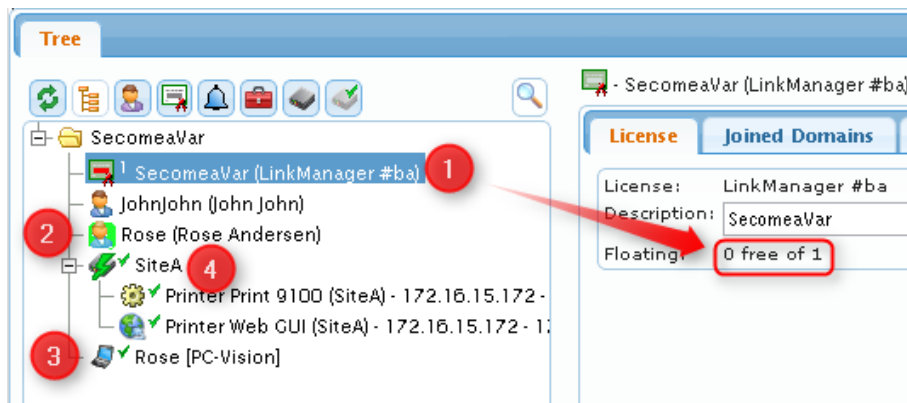 Tree
SecomeaVar
1 SecomeaVar (LinkManager #ba)
1
JohnJohn (John John)
2
Rose (Rose Andersen)
SiteA
4
Printer Print 9100 (SiteA) - 172.16.15.172 -
Printer Web GUI (SiteA) - 172.16.15.172 - 17
3
Rose [PC-Vision]
- SecomeaVar (LinkManager #ba)
License
Joined Domains
License: LinkManager #ba
Description: SecomeaVar
Floating: 0 free of 1